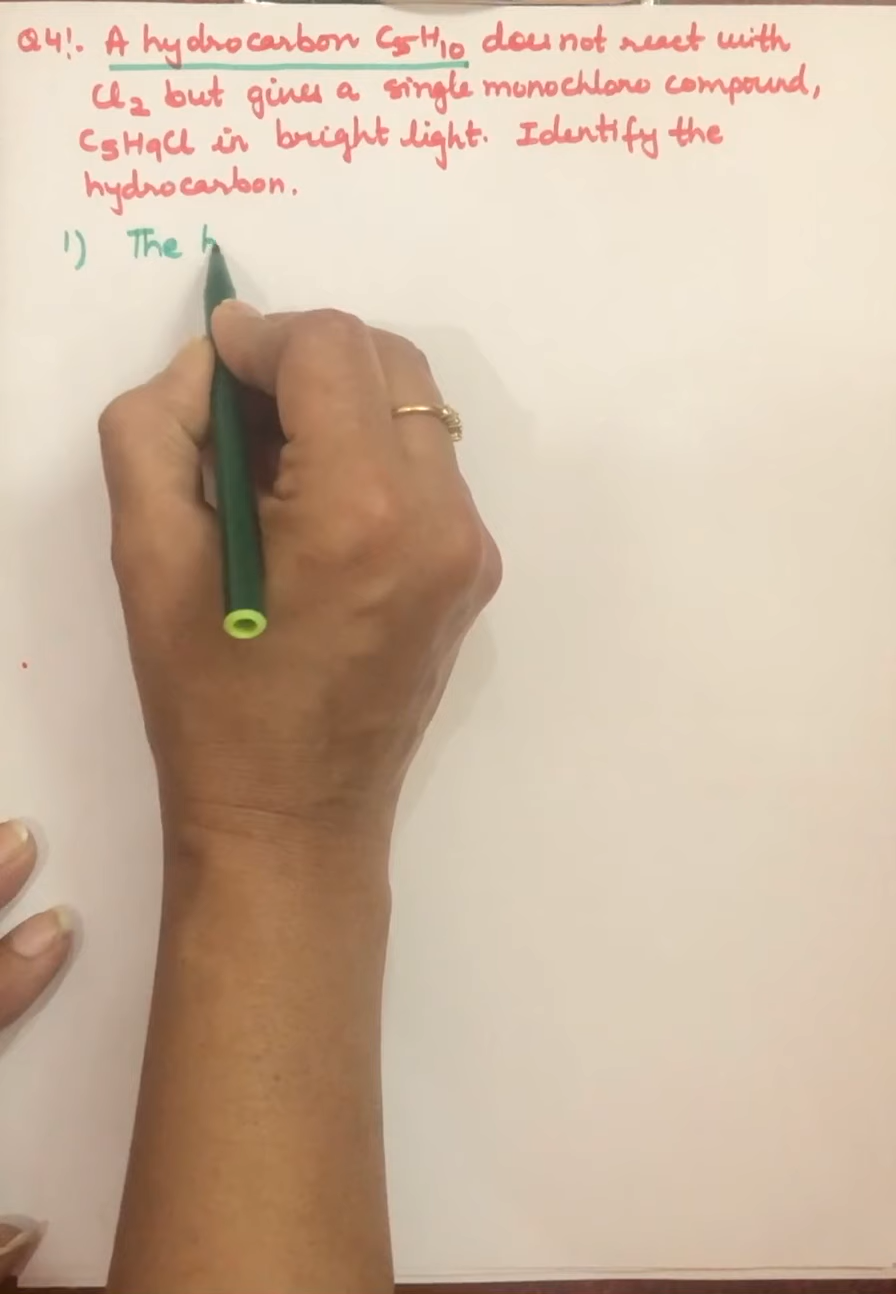 Q4!. A hydrocarbon C5H10 does not react with
Cl2 but gives a single monochloro compound,
C5H9Cl in bright light. Identify the
hydrocarbon.
1) The h